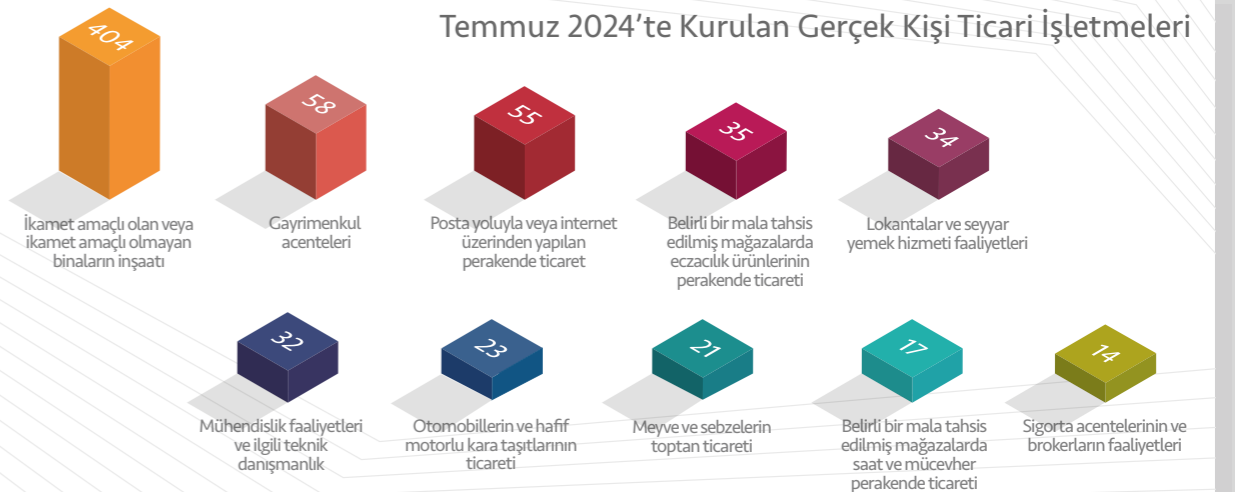 Temmuz 2024’te Kurulan Gerçek Kişi Ticari İşletmeleri
404
İkamet amaçlı olan veya
ikamet amaçlı olmayan
binaların inşaatı
58
Gayrimenkul
acenteleri
55
Posta yoluyla veya internet
üzerinden yapılan
perakende ticaret
35
Belirli bir mala tahsis
edilmiş mağazalarda
eczacılık ürünlerinin
perakende ticareti
34
Lokantalar ve seyyar
yemek hizmeti faaliyetleri
32
Mühendislik faaliyetleri
ve ilgili teknik
danışmanlık
23
Otomobillerin ve hafif
motorlu kara taşıtlarının
ticareti
21
Meyve ve sebzelerin
toptan ticareti
17
Belirli bir mala tahsis
edilmiş mağazalarda
saat ve mücevher
perakende ticareti
14
Sigorta acentelerinin ve
brokerların faaliyetleri